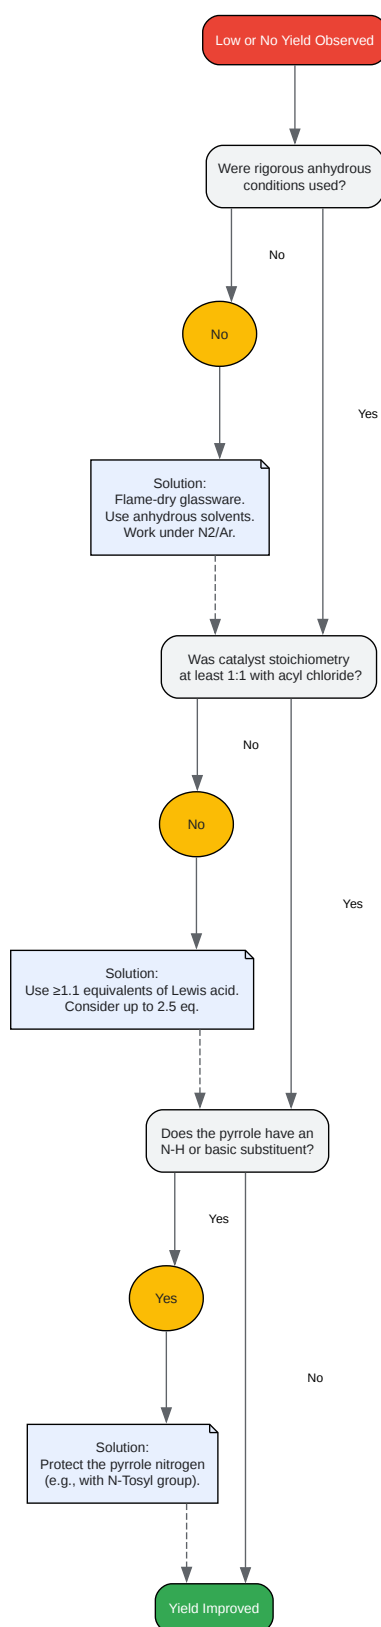 Low or No Yield Observed
Were rigorous anhydrous
conditions used?
No
No
Yes
Solution:
Flame-dry glassware.
Use anhydrous solvents.
Work under N2/Ar.
Was catalyst stoichiometry
at least 1:1 with acyl chloride?
No
No
Yes
Solution:
Use ≥1.1 equivalents of Lewis acid.
Consider up to 2.5 eq.
Does the pyrrole have an
N-H or basic substituent?
Yes
Yes
No
Solution:
Protect the pyrrole nitrogen
(e.g., with N-Tosyl group).
Yield Improved